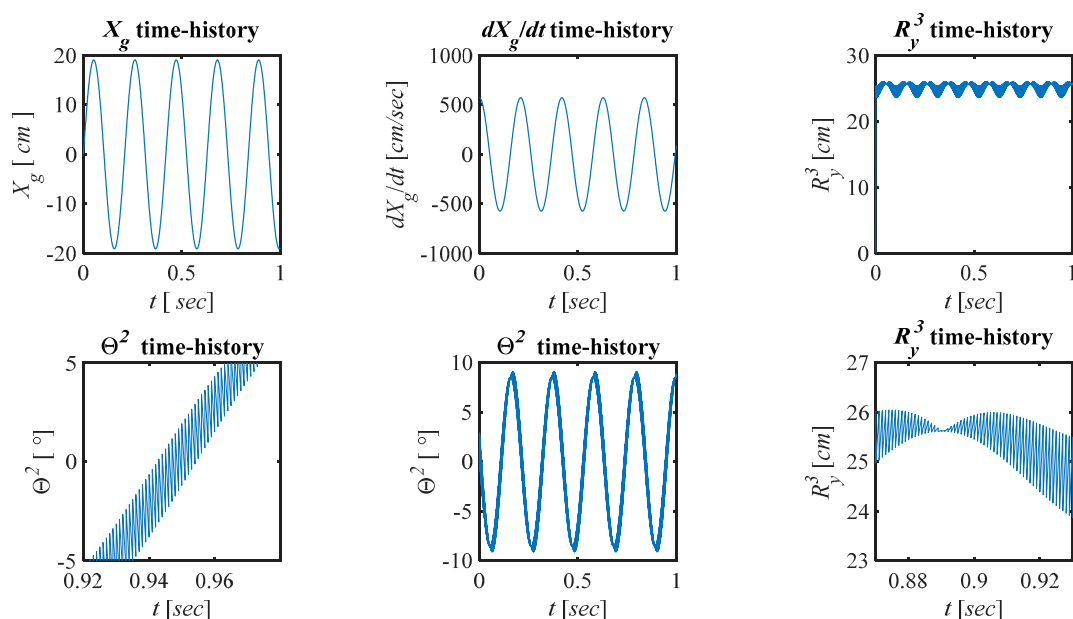 X_g time-history
20
10
0
-10
-20
X_g [ cm ]
0
0.5
1
t [ sec]
dX_g/dt time-history
1000
500
0
-500
-1000
dX_g/dt [cm/sec]
0
0.5
1
t [sec]
R_y^3 time-history
30
20
10
0
R_y^3 [cm]
0
0.5
1
t [sec]
Θ^2 time-history
5
0
-5
Θ^2 [ °]
0.92
0.94
0.96
t [sec]
Θ^2 time-history
10
5
0
-5
-10
Θ^2 [ °]
0
0.5
1
t [sec]
R_y^3 time-history
27
26
25
24
23
R_y^3 [cm]
0.88
0.9
0.92
t [sec]